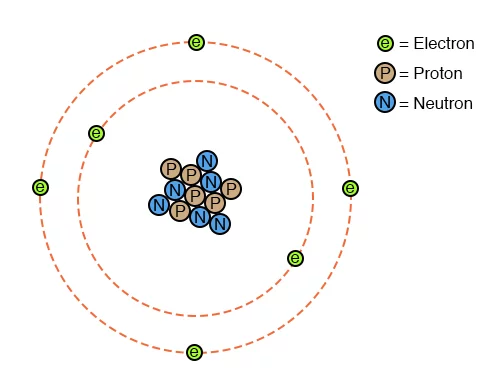 e
e = Electron
P = Proton
N = Neutron
e
N
P P N
e N P e
N P P
P N N
e
e